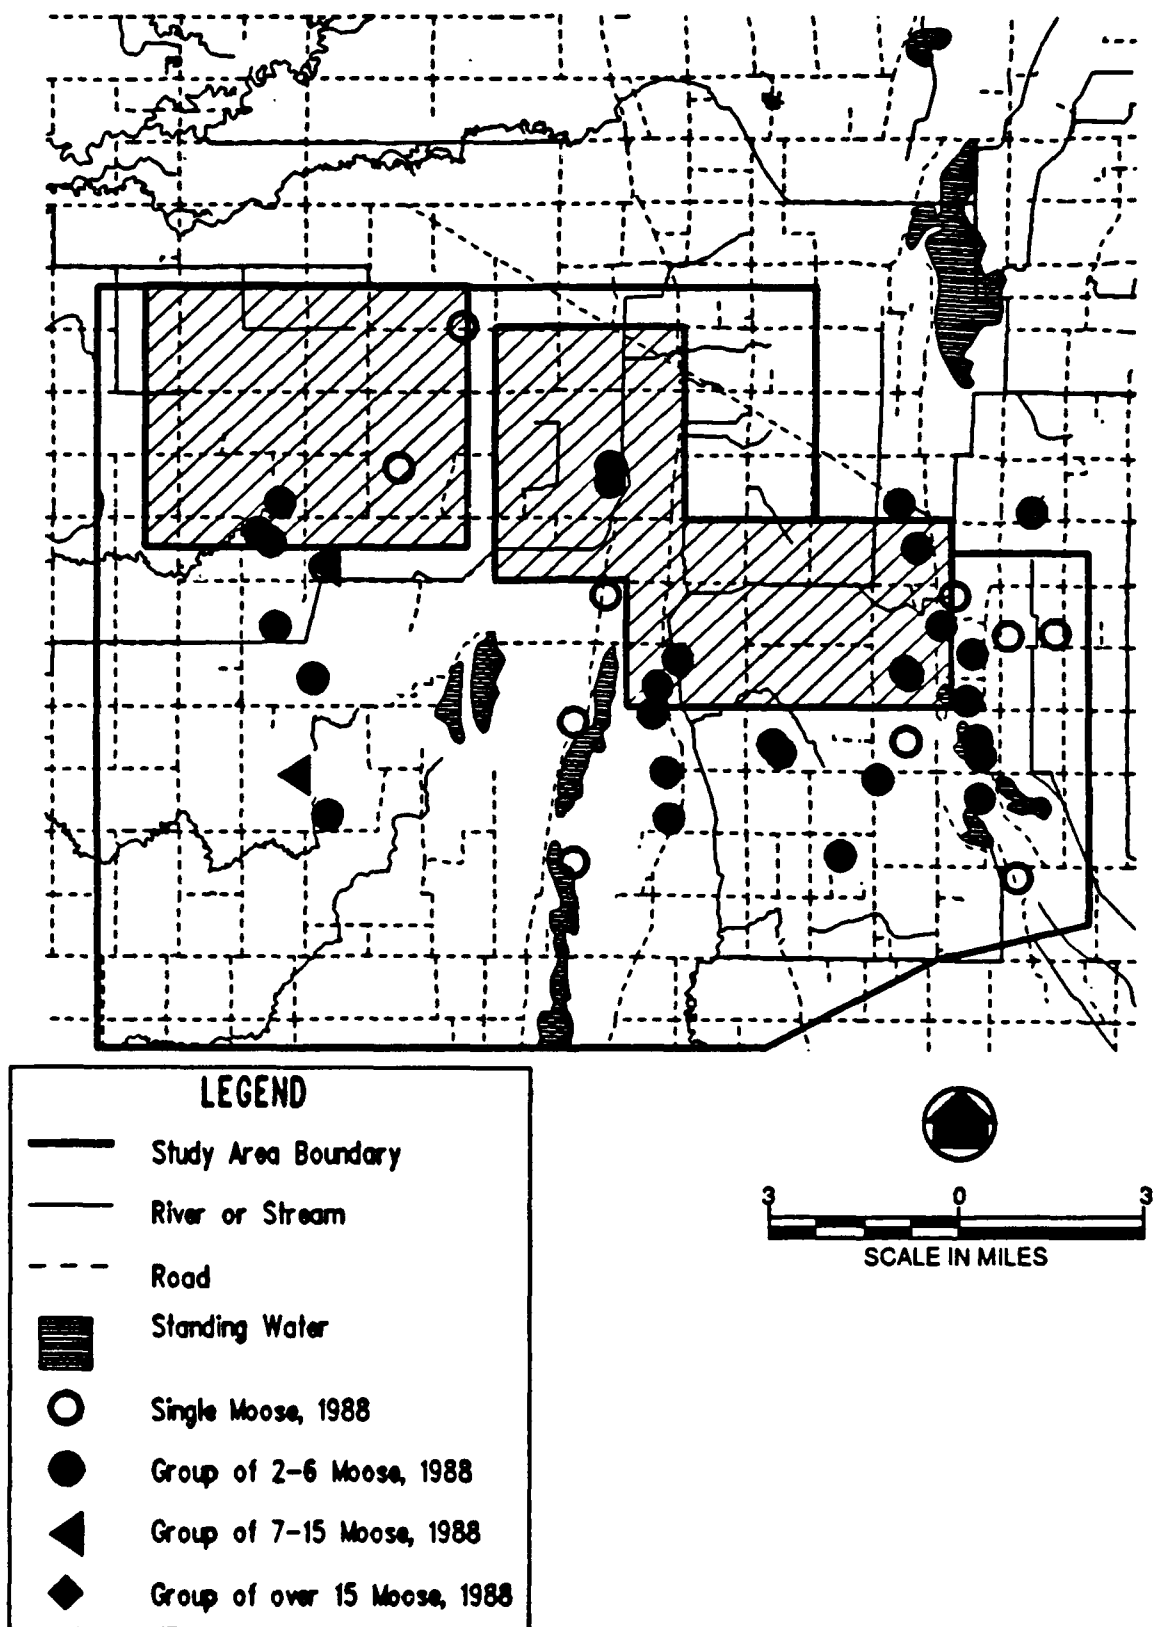 LEGEND
Study Area Boundary
River or Stream
Road
Standing Water
Single Moose, 1988
Group of 2-6 Moose, 1988
Group of 7-15 Moose, 1988
Group of over 15 Moose, 1988
3 0 3
SCALE IN MILES